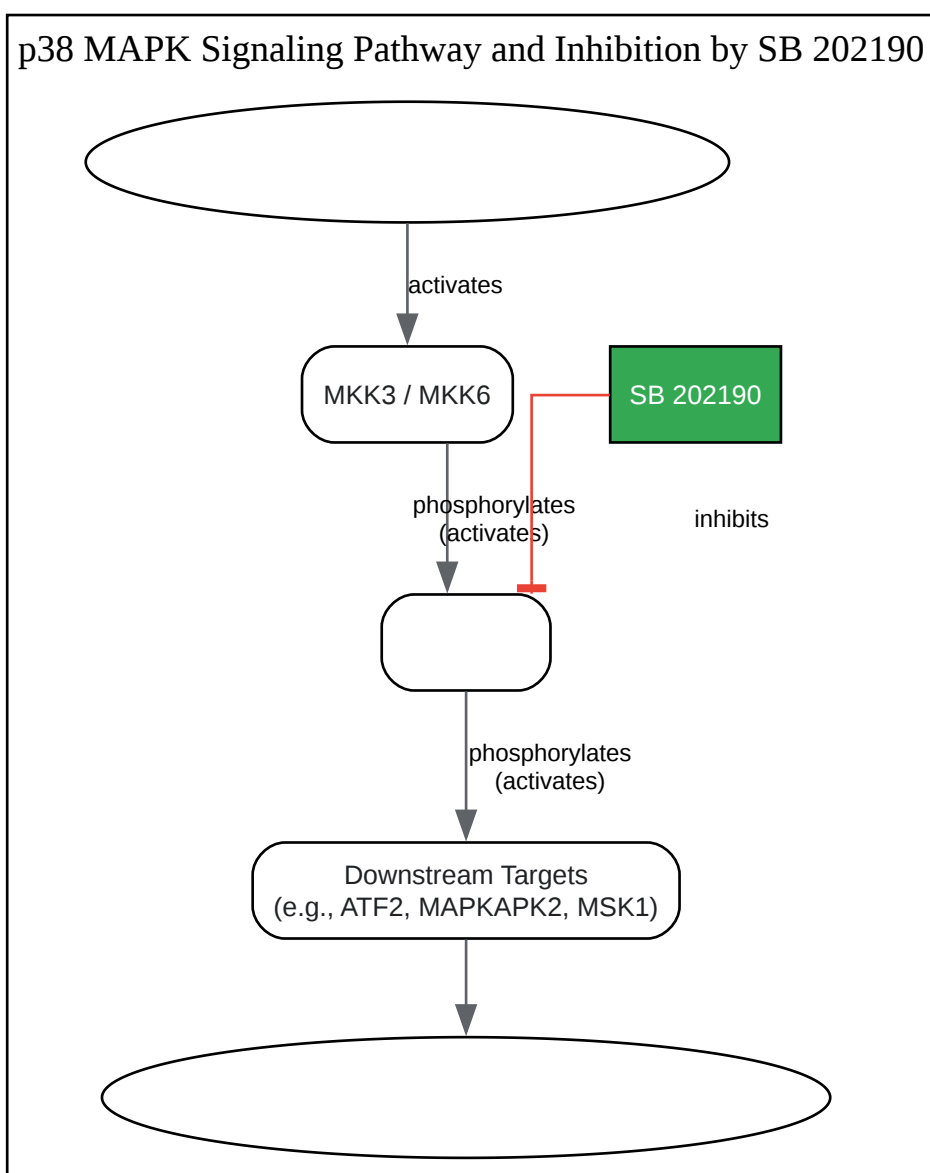 p38 MAPK Signaling Pathway and Inhibition by SB 202190
activates
MKK3 / MKK6
SB 202190
phosphorylates
(activates)
inhibits
phosphorylates
(activates)
Downstream Targets
(e.g., ATF2, MAPKAPK2, MSK1)